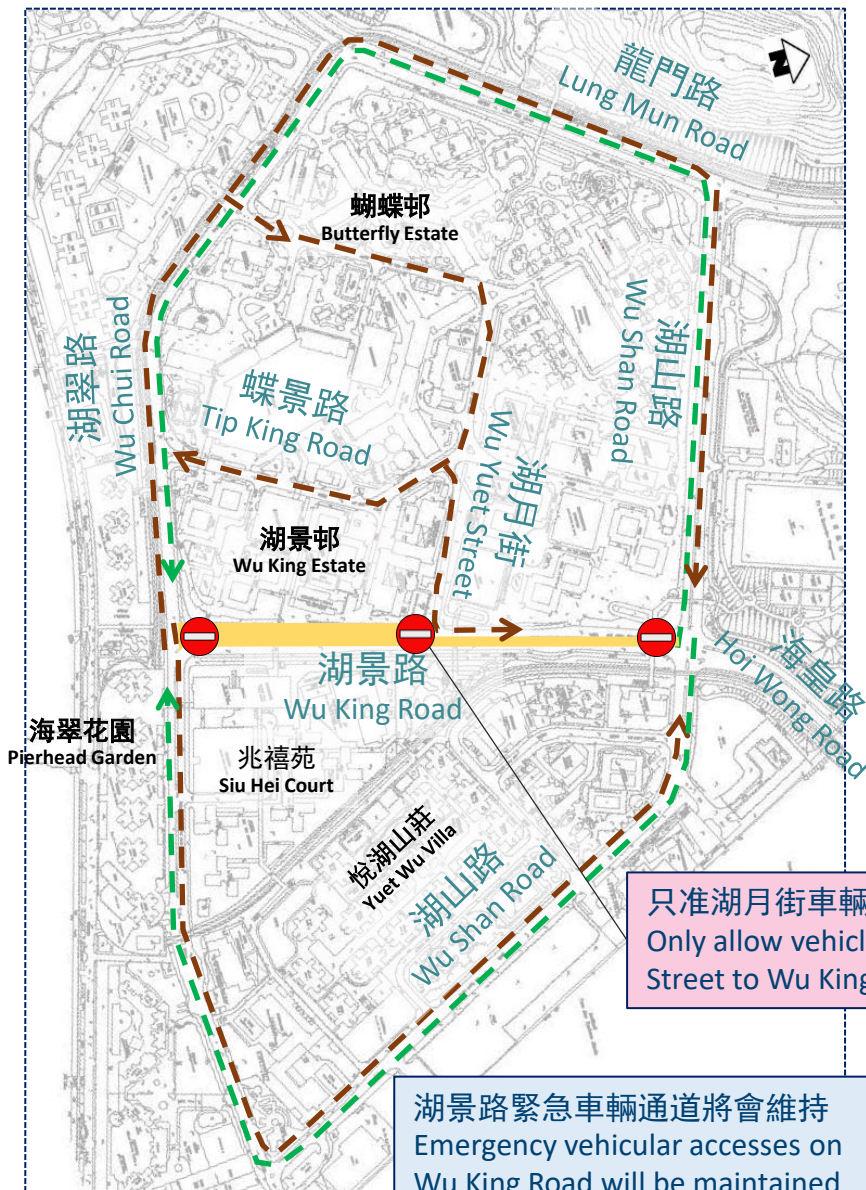 龍門路
Lung Mun Road
N
蝴蝶邨
Butterfly Estate
湖翠路
Wu Chui Road
蝶景路
Tip King Road
湖月街
Wu Yuet Street
湖山路
Wu Shan Road
湖景邨
Wu King Estate
湖景路
Wu King Road
海皇路
Hoi Wong Road
海翠花園
Pierhead Garden
兆禧苑
Siu Hei Court
悅湖山莊
Yuet Wu Villa
湖山路
Wu Shan Road
只准湖月街車輛
Only allow vehicl
Street to Wu King
湖景路緊急車輛通道將會維持
Emergency vehicular accesses on
Wu King Road will be maintained